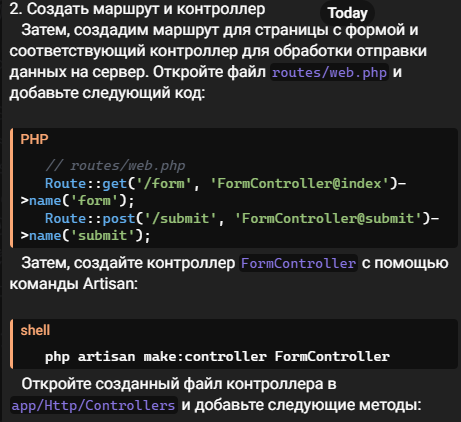 2. Создать маршрут и контроллер
Today
Затем, создадим маршрут для страницы с формой и
соответствующий контроллер для обработки отправки
данных на сервер. Откройте файл routes/web.php и
добавьте следующий код:
PHP
// routes/web.php
Route::get('/form', 'FormController@index')-
>name('form');
Route::post('/submit', 'FormController@submit')-
>name('submit');
Затем, создайте контроллер FormController с помощью
команды Artisan:
shell
php artisan make:controller FormController
Откройте созданный файл контроллера в
app/Http/Controllers и добавьте следующие методы: